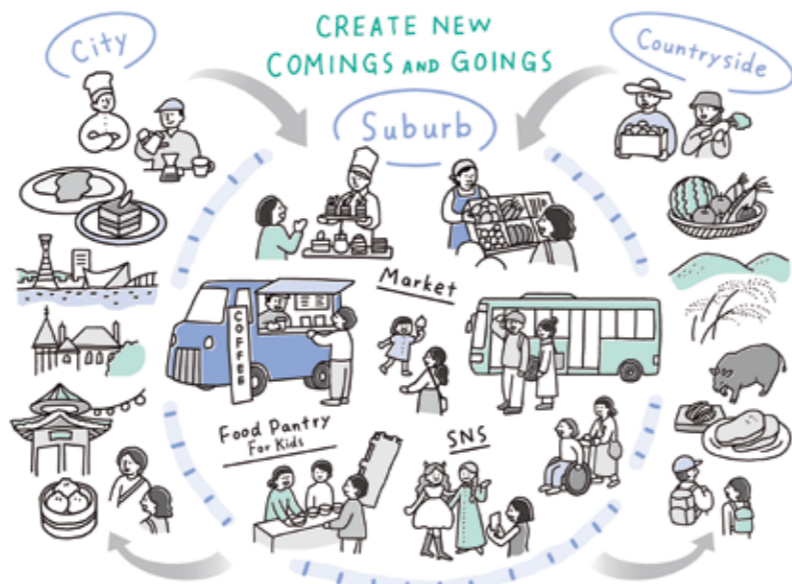 CREATE NEW
COMINGS AND GOINGS
City
Suburb
Countryside
Market
COFFEE
Food Pantry
For Kids
SNS